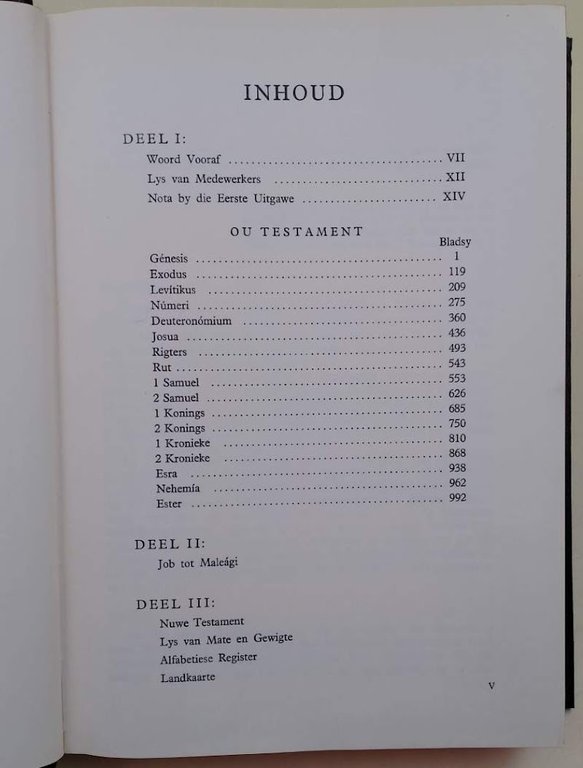 INHOUD
DEEL I:
Woord Vooraf ........................................ VII
Lys van Medewerkers ................................ XII
Nota by die Eerste Uitgawe ......................... XIV
OU TESTAMENT
Bladsy
Génesis ............................................ 1
Exodus ............................................. 119
Levítikus .......................................... 209
Númeri ............................................. 275
Deuteronómium ...................................... 360
Josua .............................................. 436
Rigters ............................................ 493
Rut ................................................ 543
1 Samuel ........................................... 553
2 Samuel ........................................... 626
1 Konings .......................................... 685
2 Konings .......................................... 750
1 Kronieke ......................................... 810
2 Kronieke ......................................... 868
Esra ............................................... 938
Nehemía ............................................ 962
Ester .............................................. 992
DEEL II:
Job tot Maleági
DEEL III:
Nuwe Testament
Lys van Mate en Gewigte
Alfabetiese Register
Landkaarte
V